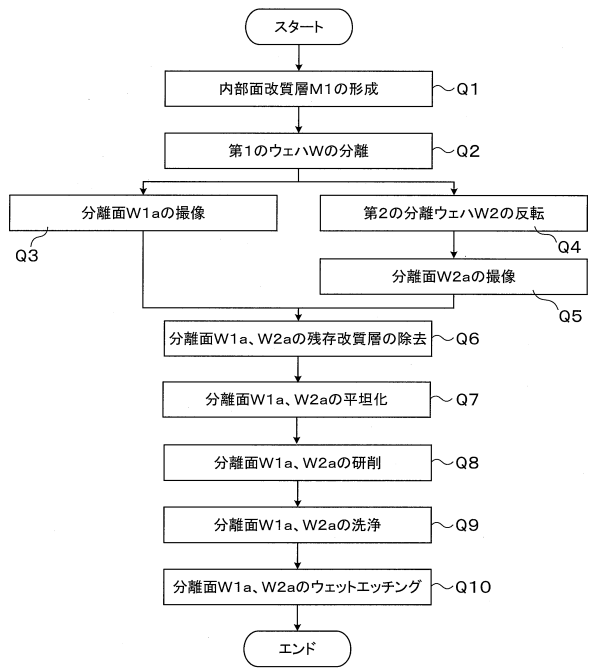 スタート
内部面改質層M1の形成
Q1
第1のウェハWの分離
Q2
分離面W1aの撮像
Q3
第2の分離ウェハW2の反転
Q4
分離面W2aの撮像
Q5
分離面W1a、W2aの残存改質層の除去
Q6
分離面W1a、W2aの平坦化
Q7
分離面W1a、W2aの研削
Q8
分離面W1a、W2aの洗浄
Q9
分離面W1a、W2aのウェットエッチング
Q10
エンド